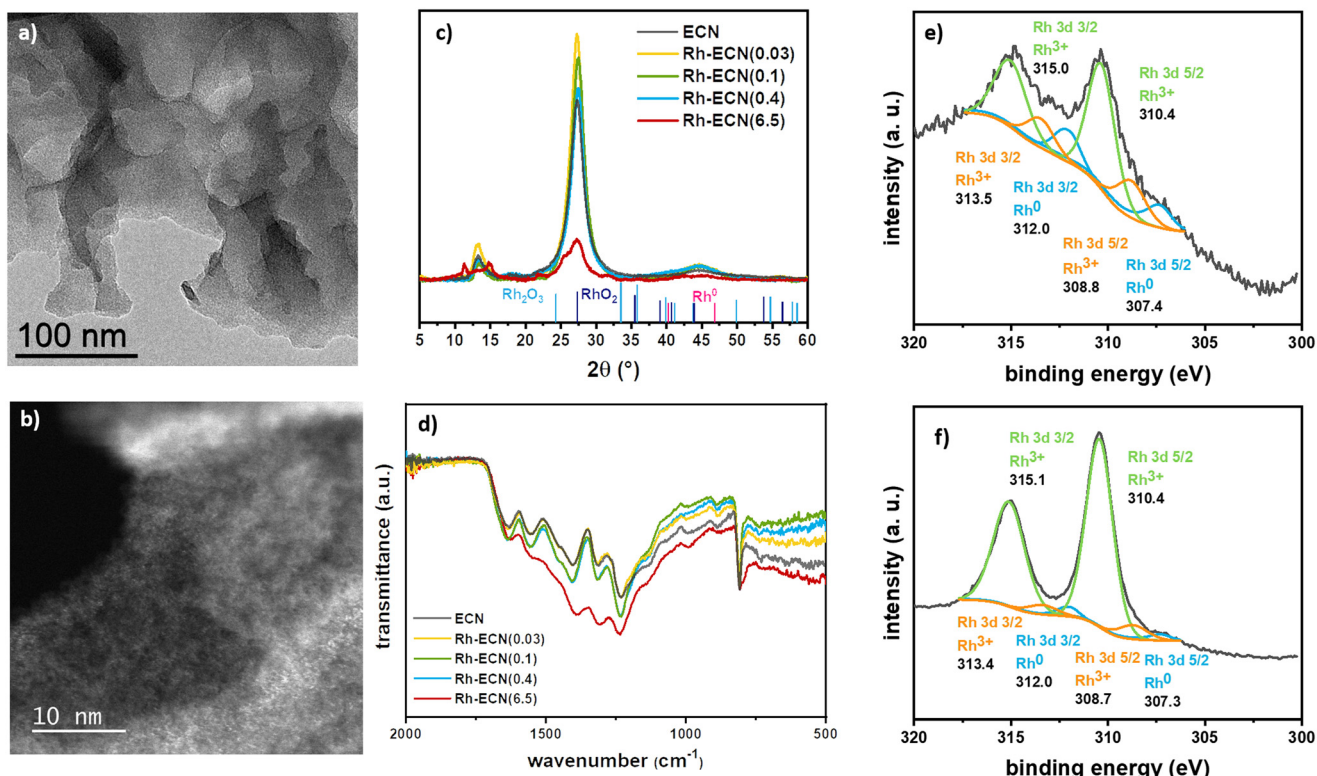 a)
100 nm
b)
10 nm
c)
ECN
Rh-ECN(0.03)
Rh-ECN(0.1)
Rh-ECN(0.4)
Rh-ECN(6.5)
Rh₂O₃
RhO₂
Rh⁰
5 10 15 20 25 30 35 40 45 50 55 60
2θ (°)
d)
transmittance (a.u.)
ECN
Rh-ECN(0.03)
Rh-ECN(0.1)
Rh-ECN(0.4)
Rh-ECN(6.5)
2000 1500 1000 500
wavenumber (cm⁻¹)
e)
intensity (a. u.)
Rh 3d 3/2
Rh³⁺
315.0
Rh 3d 5/2
Rh³⁺
310.4
Rh 3d 3/2
Rh³⁺
313.5
Rh 3d 3/2
Rh⁰
312.0
Rh 3d 5/2
Rh³⁺
308.8
Rh 3d 5/2
Rh⁰
307.4
320 315 310 305 300
binding energy (eV)
f)
intensity (a. u.)
Rh 3d 3/2
Rh³⁺
315.1
Rh 3d 5/2
Rh³⁺
310.4
Rh 3d 3/2
Rh³⁺
313.4
Rh 3d 3/2
Rh⁰
312.0
Rh 3d 5/2
Rh³⁺
308.7
Rh 3d 5/2
Rh⁰
307.3
320 315 310 305 300
binding energy (eV)